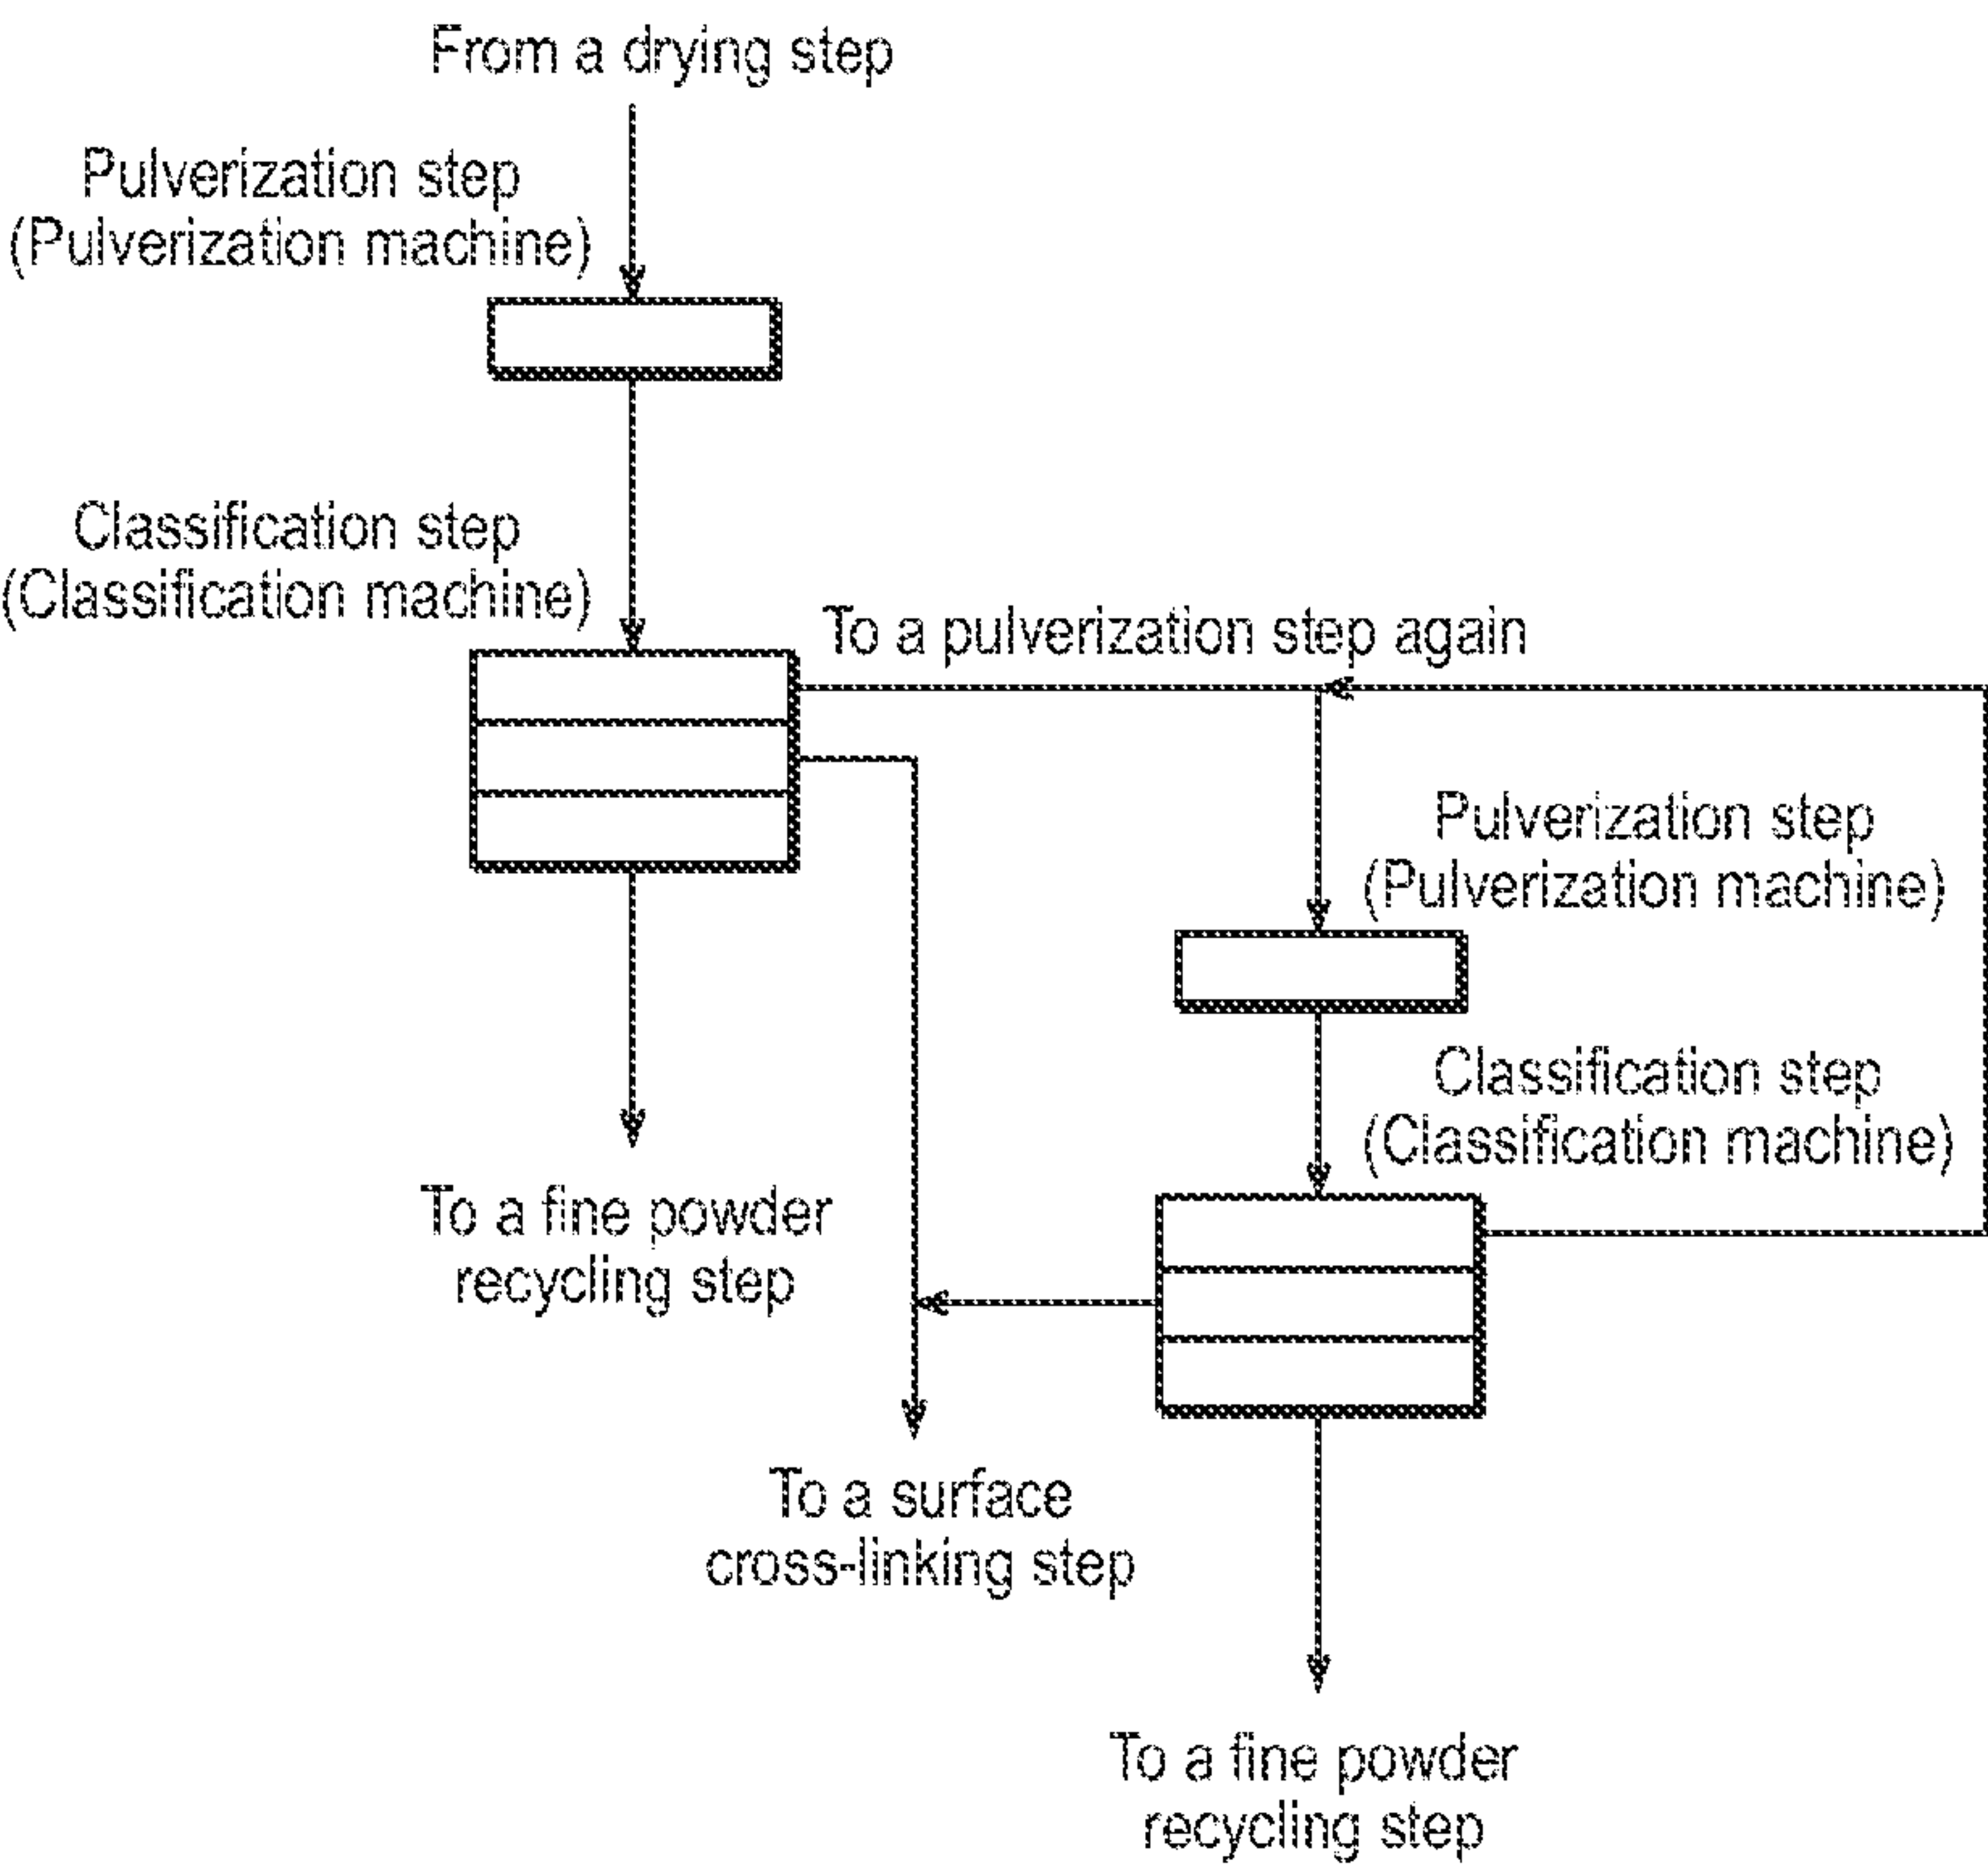 From a drying step
Pulverization step
(Pulverization machine)
Classification step
(Classification machine)
To a pulverization step again
Pulverization step
(Pulverization machine)
Classification step
(Classification machine)
To a fine powder
recycling step
To a surface
cross-linking step
To a fine powder
recycling step